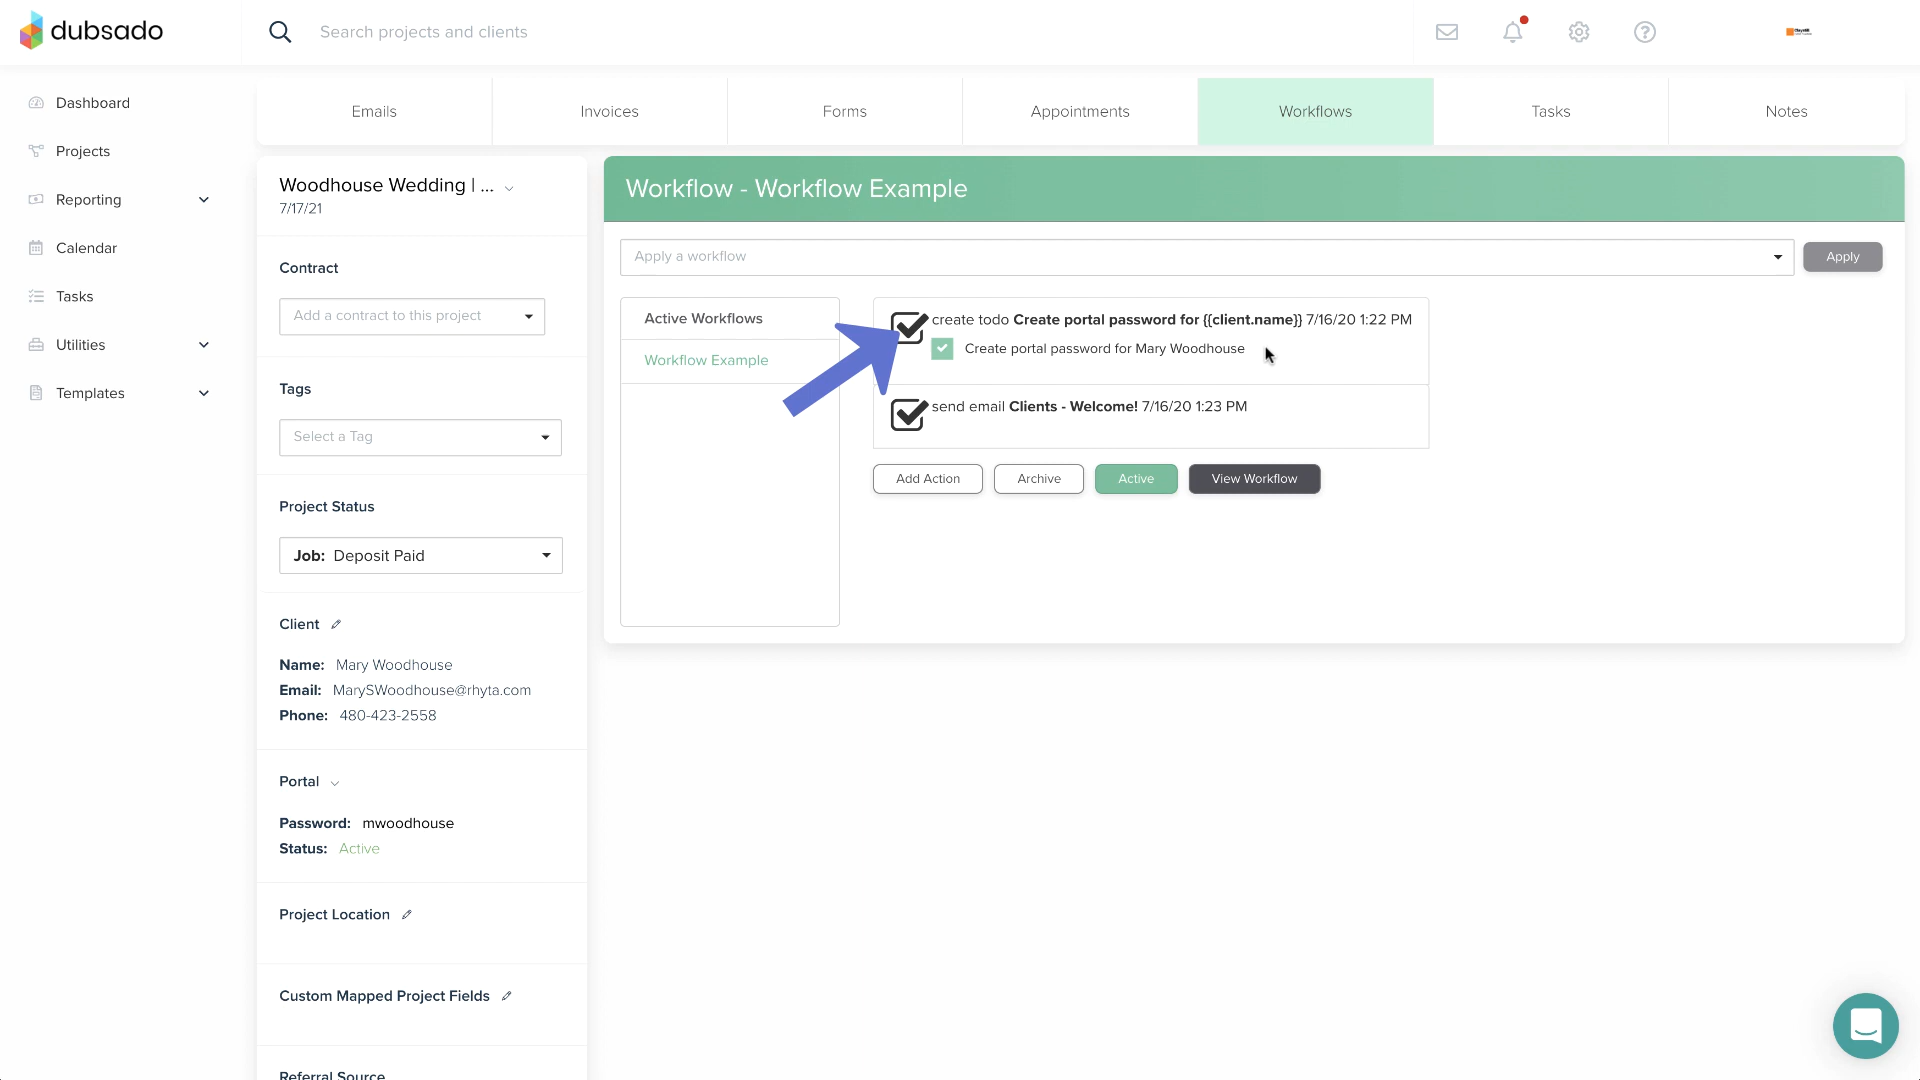 dubsado
Search projects and clients
Dashboard
Projects
Reporting
Calendar
Tasks
Utilities
Templates
Emails
Invoices
Forms
Appointments
Workflows
Tasks
Notes
Woodhouse Wedding | ...
7/17/21
Contract
Add a contract to this project
Tags
Select a Tag
Project Status
Job: Deposit Paid
Client
Name: Mary Woodhouse
Email: MarySWoodhouse@rhyta.com
Phone: 480-423-2558
Portal
Password: mwoodhouse
Status: Active
Project Location
Custom Mapped Project Fields
Referral Source
Workflow - Workflow Example
Apply a workflow
Apply
Active Workflows
Workflow Example
create todo Create portal password for {{client.name}} 7/16/20 1:22 PM
Create portal password for Mary Woodhouse
send email Clients - Welcome! 7/16/20 1:23 PM
Add Action
Archive
Active
View Workflow